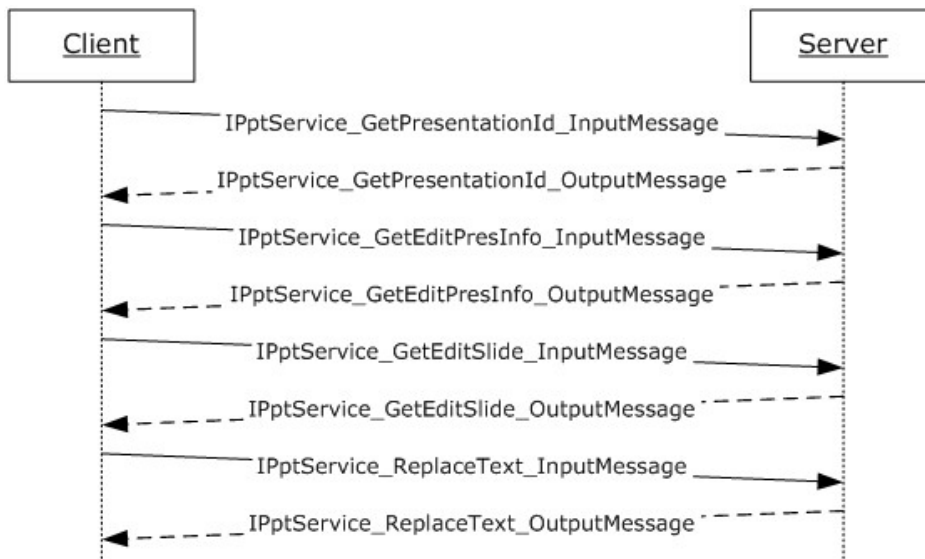 Client
Server
IPptService_GetPresentationId_InputMessage
IPptService_GetPresentationId_OutputMessage
IPptService_GetEditPresInfo_InputMessage
IPptService_GetEditPresInfo_OutputMessage
IPptService_GetEditSlide_InputMessage
IPptService_GetEditSlide_OutputMessage
IPptService_ReplaceText_InputMessage
IPptService_ReplaceText_OutputMessage